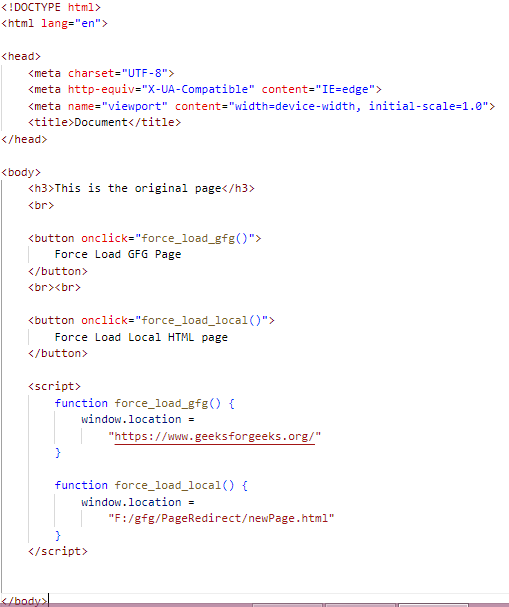 <!DOCTYPE html>
<html lang="en">
<head>
<meta charset="UTF-8">
<meta http-equiv="X-UA-Compatible" content="IE=edge">
<meta name="viewport" content="width=device-width, initial-scale=1.0">
<title>Document</title>
</head>
<body>
<h3>This is the original page</h3>
<br>
<button onclick="force_load_gfg()">
Force Load GFG Page
</button>
<br><br>
<button onclick="force_load_local()">
Force Load Local HTML page
</button>
<script>
function force_load_gfg() {
window.location =
"https://www.geeksforgeeks.org/"
}
function force_load_local() {
window.location =
"F:/gfg/PageRedirect/newPage.html"
}
</script>
</body>